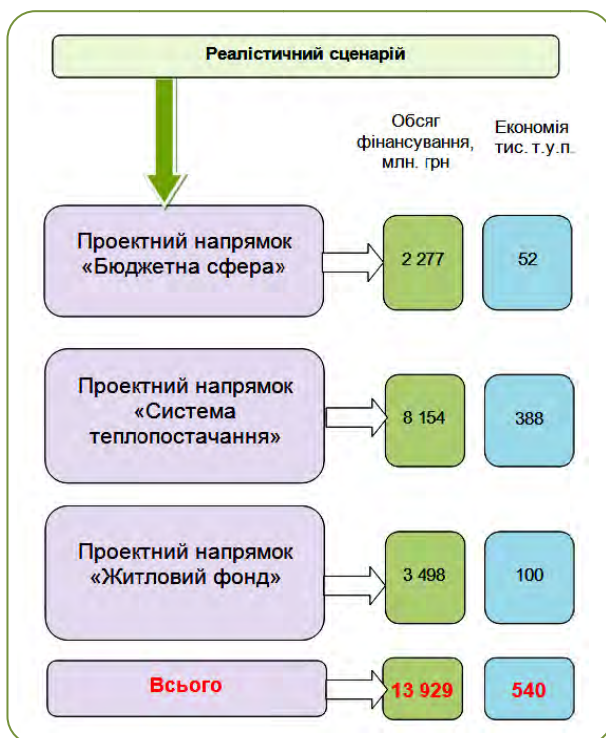 Реалістичний сценарій
Обсяг
фінансування,
млн. грн
Економія
тис. т.у.п.
Проектний напрямок
«Бюджетна сфера»
2 277
52
Проектний напрямок
«Система
теплопостачання»
8 154
388
Проектний напрямок
«Житловий фонд»
3 498
100
Всього
13 929
540